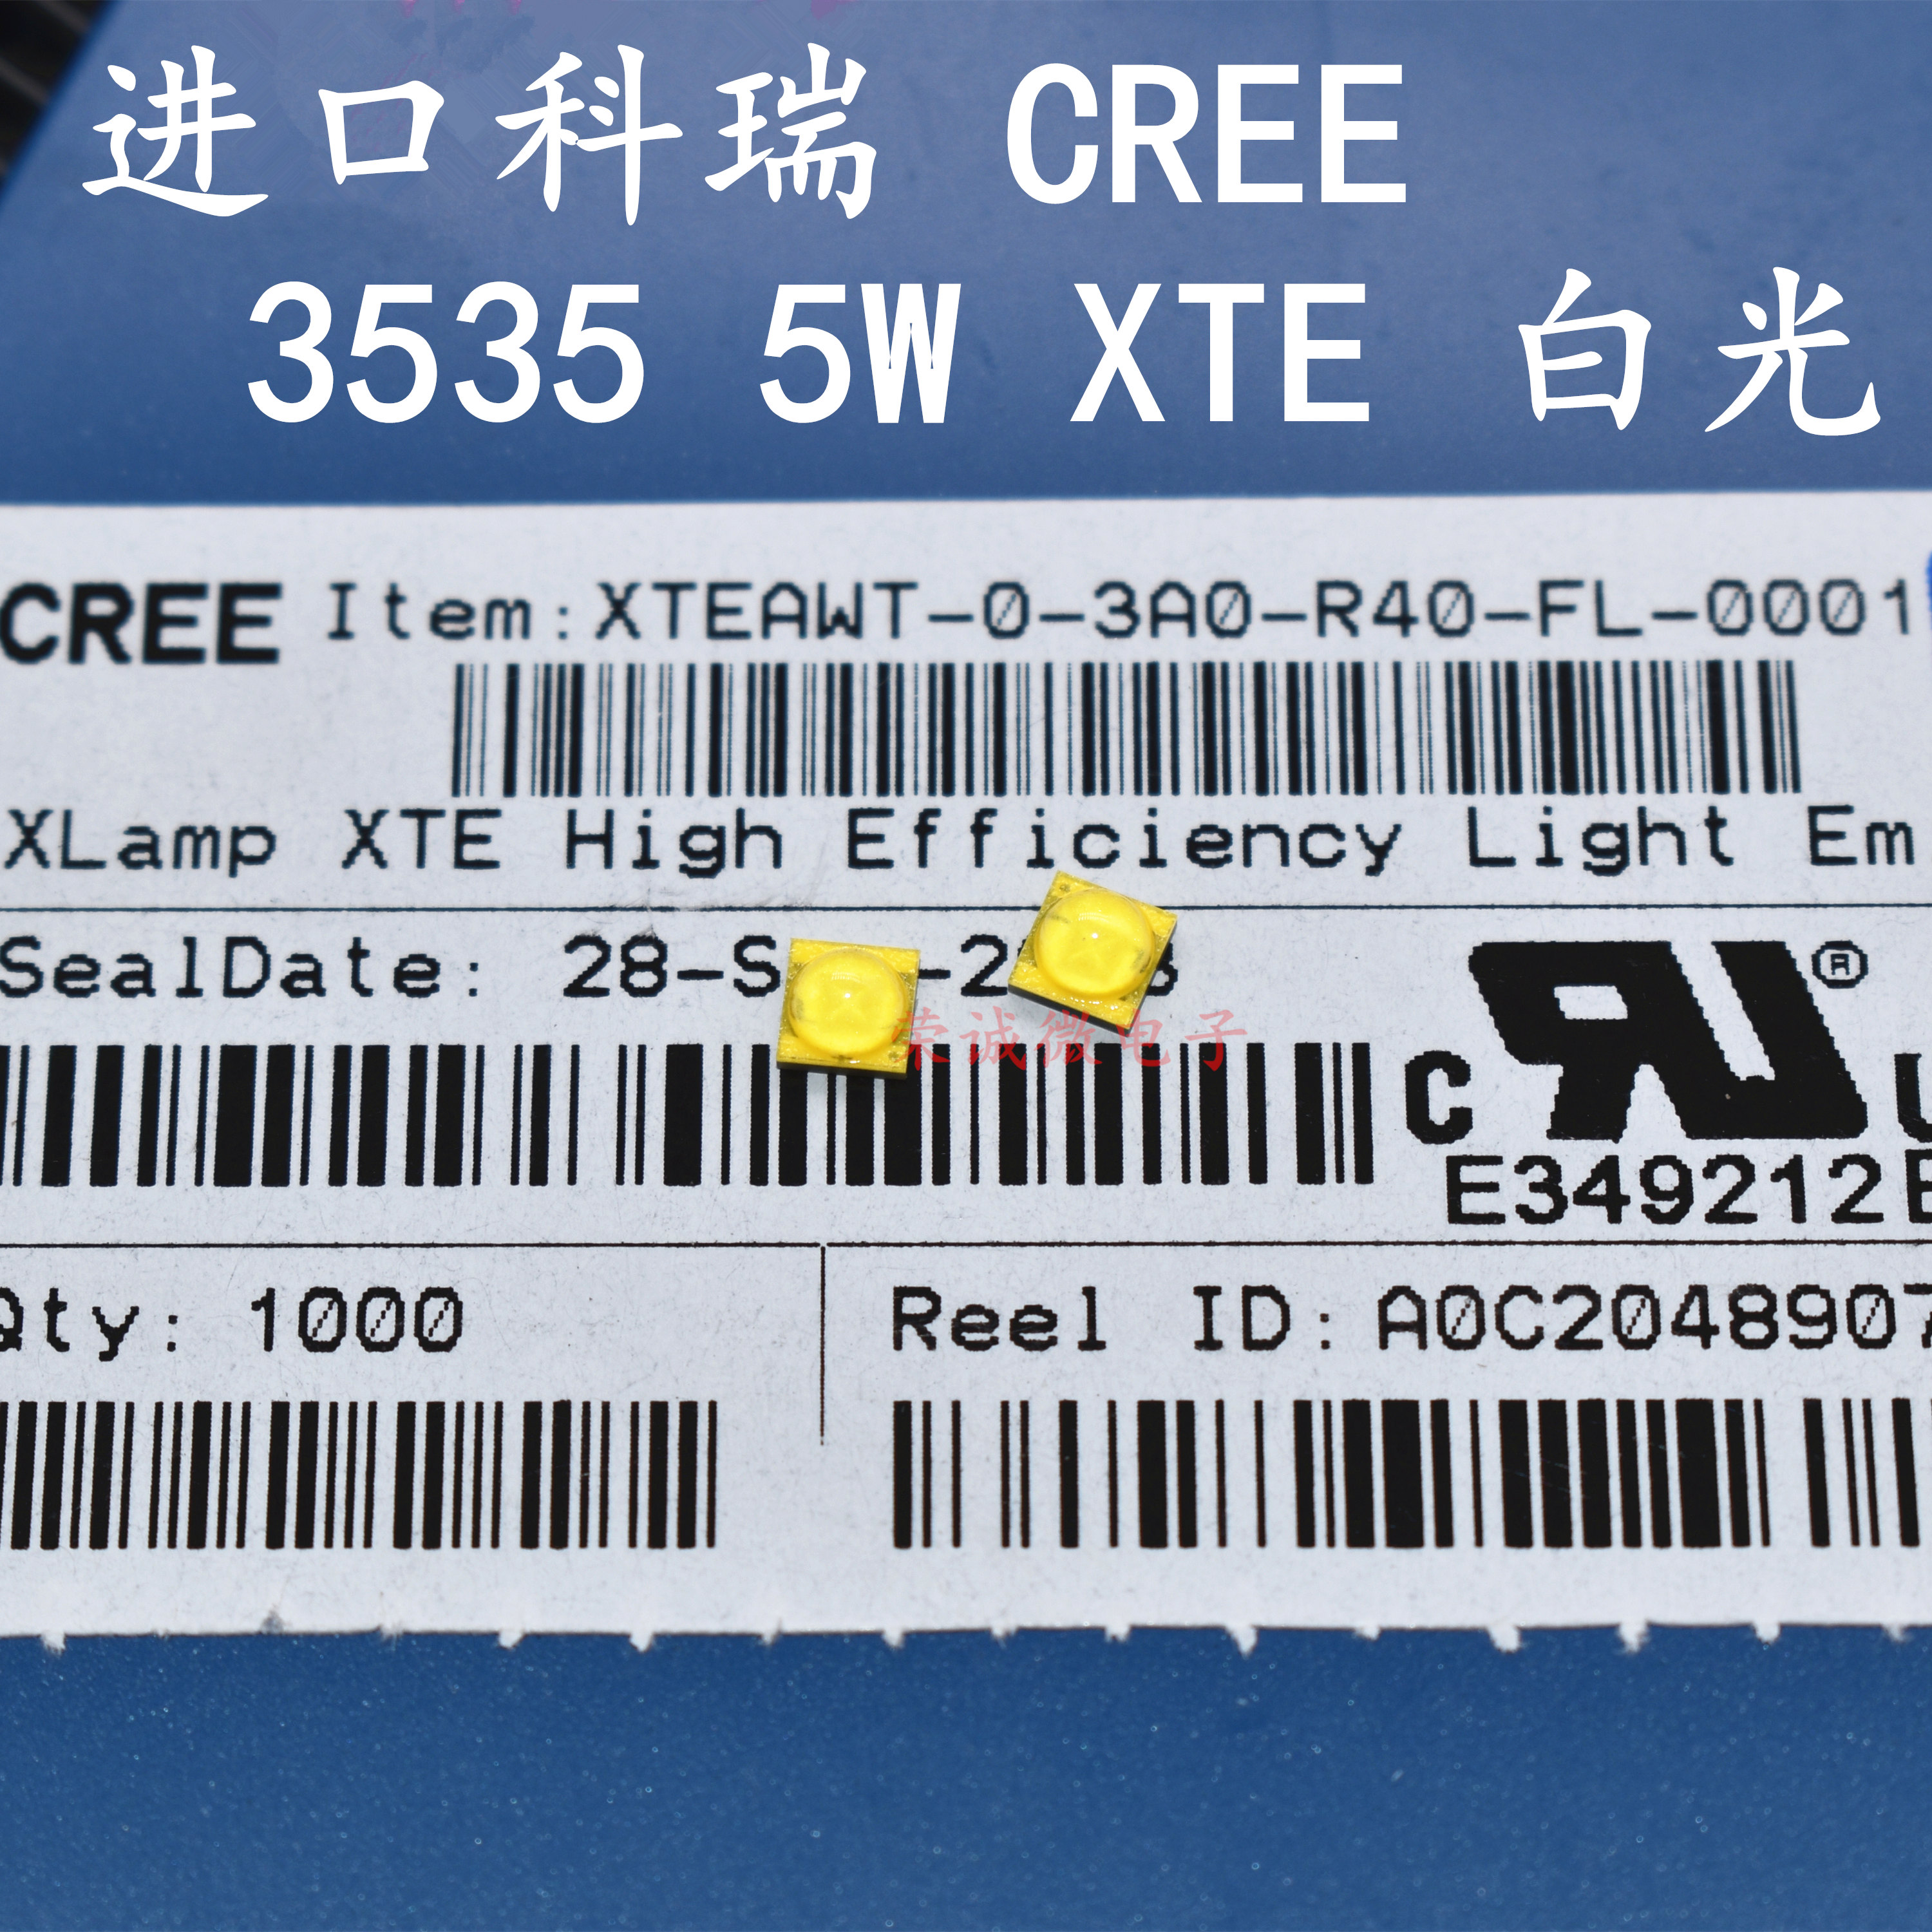 进口科瑞 CREE
3535 5W XTE 白光
CREE Item:XTEAWT-0-3A0-R40-FL-0001
XLamp XTE High Efficiency Light Em
SealDate: 28-S
荣诚微电子
C R U ®
E349212
Qty: 1000
Reel ID: A0C2048907